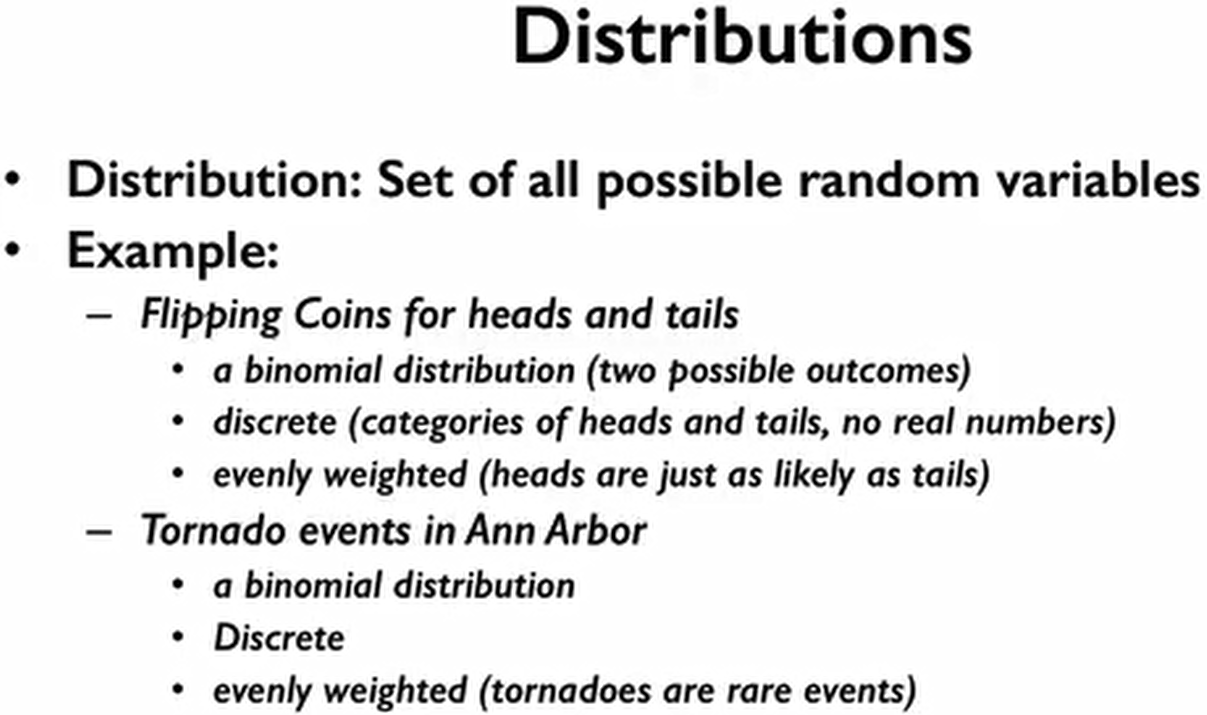 Distributions
• Distribution: Set of all possible random variables
• Example:
– Flipping Coins for heads and tails
• a binomial distribution (two possible outcomes)
• discrete (categories of heads and tails, no real numbers)
• evenly weighted (heads are just as likely as tails)
– Tornado events in Ann Arbor
• a binomial distribution
• Discrete
• evenly weighted (tornadoes are rare events)